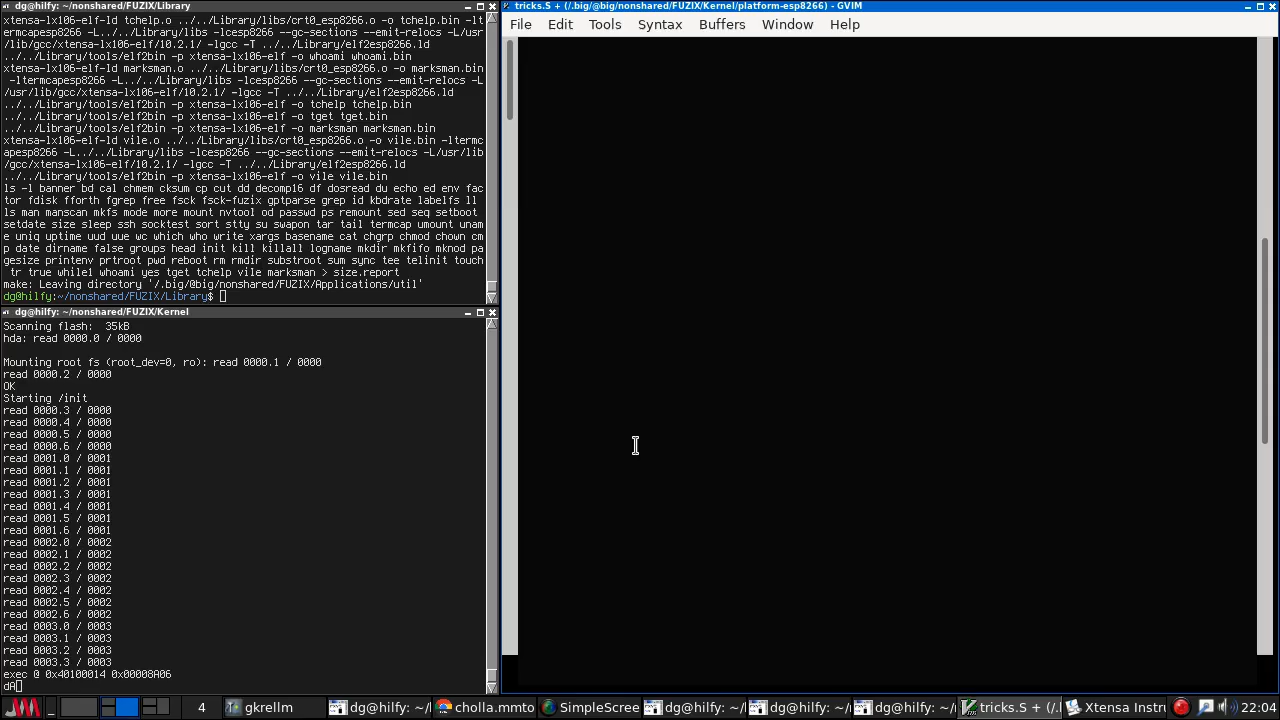 dg@hilfy: ~/nonshared/FUZIX/Library
xtensa-lx106-elf-ld tchelp.o ../../Library/libs/crt0_esp8266.o -o tchelp.bin -lt
ermcapesp8266 -L../../Library/libs -lcesp8266 --gc-sections --emit-relocs -L/usr
/lib/gcc/xtensa-lx106-elf/10.2.1/ -lgcc -T ../../Library/elf2esp8266.ld
../../Library/tools/elf2bin -p xtensa-lx106-elf -o whoami whoami.bin
xtensa-lx106-elf-ld marksman.o ../../Library/libs/crt0_esp8266.o -o marksman.bin
 -ltermcapesp8266 -L../../Library/libs -lcesp8266 --gc-sections --emit-relocs -L
/usr/lib/gcc/xtensa-lx106-elf/10.2.1/ -lgcc -T ../../Library/elf2esp8266.ld
../../Library/tools/elf2bin -p xtensa-lx106-elf -o tchelp tchelp.bin
../../Library/tools/elf2bin -p xtensa-lx106-elf -o tget tget.bin
../../Library/tools/elf2bin -p xtensa-lx106-elf -o marksman marksman.bin
xtensa-lx106-elf-ld vile.o ../../Library/libs/crt0_esp8266.o -o vile.bin -ltermc
apesp8266 -L../../Library/libs -lcesp8266 --gc-sections --emit-relocs -L/usr/lib
/gcc/xtensa-lx106-elf/10.2.1/ -lgcc -T ../../Library/elf2esp8266.ld
../../Library/tools/elf2bin -p xtensa-lx106-elf -o vile vile.bin
ls -l banner bd cal chmem cksum cp cut dd decomp16 df dosread du echo ed env fac
tor fdisk fforth fgrep free fsck fsck-fuzix gptparse grep id kbdrate labelfs ll
ls man manscan mkfs mode more mount nvtool od passwd ps remount sed seq setboot
setdate size sleep ssh socktest sort stty su swapon tar tail termcap umount unam
e uniq uptime uud uue wc which who write xargs basename cat chgrp chmod chown cm
p date dirname false groups head init kill killall logname mkdir mkfifo mknod pa
gesize printenv prtroot pwd reboot rm rmdir substroot sum sync tee telinit touch
 tr true while1 whoami yes tget tchelp vile marksman > size.report
make: Leaving directory '/.big/@big/nonshared/FUZIX/Applications/util'
dg@hilfy:~/nonshared/FUZIX/Library$
dg@hilfy: ~/nonshared/FUZIX/Kernel
Scanning flash:  35kB
hda: read 0000.0 / 0000
Mounting root fs (root_dev=0, ro): read 0000.1 / 0000
read 0000.2 / 0000
OK
Starting /init
read 0000.3 / 0000
read 0000.4 / 0000
read 0000.5 / 0000
read 0000.6 / 0000
read 0001.0 / 0001
read 0001.1 / 0001
read 0001.2 / 0001
read 0001.3 / 0001
read 0001.4 / 0001
read 0001.5 / 0001
read 0001.6 / 0001
read 0002.0 / 0002
read 0002.1 / 0002
read 0002.2 / 0002
read 0002.3 / 0002
read 0002.4 / 0002
read 0002.5 / 0002
read 0002.6 / 0002
read 0003.0 / 0003
read 0003.1 / 0003
read 0003.2 / 0003
read 0003.3 / 0003
exec @ 0x40100014 0x00008A06
dA
tricks.S + (/.big/@big/nonshared/FUZIX/Kernel/platform-esp8266) - GVIM
File Edit Tools Syntax Buffers Window Help
4 gkrellm dg@hilfy: ~/ cholla.mmto SimpleScree dg@hilfy: ~/ dg@hilfy: ~/ dg@hilfy: ~/ tricks.S + (/. Xtensa Instr 22:04